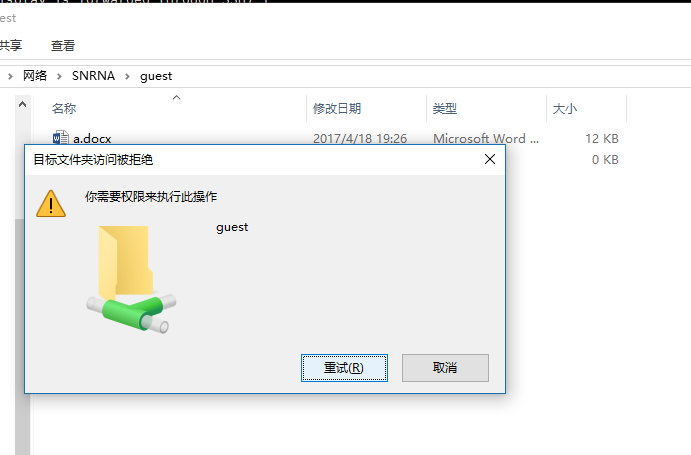 est
共享 查看
网络 SNRNA guest
名称 修改日期 类型 大小
a.docx 2017/4/18 19:26 Microsoft Word ... 12 KB
0 KB
目标文件夹访问被拒绝
你需要权限来执行此操作
guest
重试(R) 取消